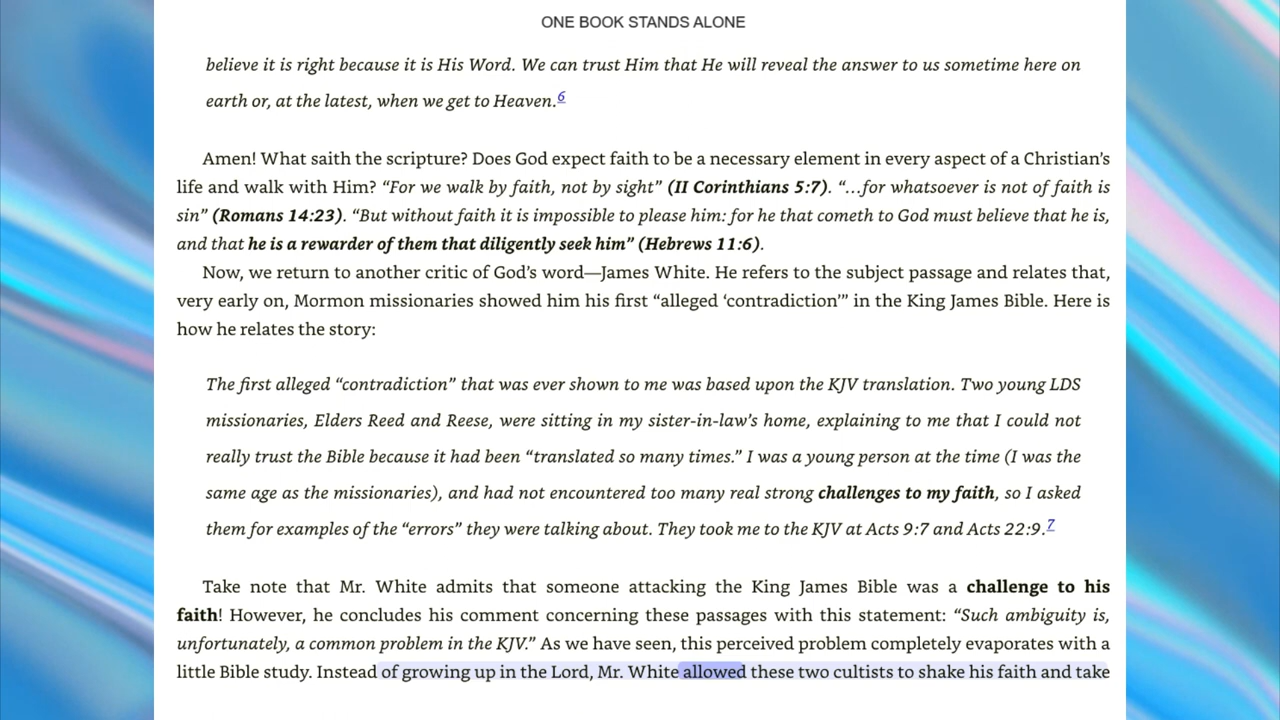 ONE BOOK STANDS ALONE
believe it is right because it is His Word. We can trust Him that He will reveal the answer to us sometime here on
earth or, at the latest, when we get to Heaven.6
Amen! What saith the scripture? Does God expect faith to be a necessary element in every aspect of a Christian’s
life and walk with Him? “For we walk by faith, not by sight” (II Corinthians 5:7). “…for whatsoever is not of faith is
sin” (Romans 14:23). “But without faith it is impossible to please him: for he that cometh to God must believe that he is,
and that he is a rewarder of them that diligently seek him” (Hebrews 11:6).
Now, we return to another critic of God’s word—James White. He refers to the subject passage and relates that,
very early on, Mormon missionaries showed him his first “alleged ‘contradiction’” in the King James Bible. Here is
how he relates the story:
The first alleged “contradiction” that was ever shown to me was based upon the KJV translation. Two young LDS
missionaries, Elders Reed and Reese, were sitting in my sister-in-law’s home, explaining to me that I could not
really trust the Bible because it had been “translated so many times.” I was a young person at the time (I was the
same age as the missionaries), and had not encountered too many real strong challenges to my faith, so I asked
them for examples of the “errors” they were talking about. They took me to the KJV at Acts 9:7 and Acts 22:9.7
Take note that Mr. White admits that someone attacking the King James Bible was a challenge to his
faith! However, he concludes his comment concerning these passages with this statement: “Such ambiguity is,
unfortunately, a common problem in the KJV.” As we have seen, this perceived problem completely evaporates with a
little Bible study. Instead of growing up in the Lord, Mr. White allowed these two cultists to shake his faith and take